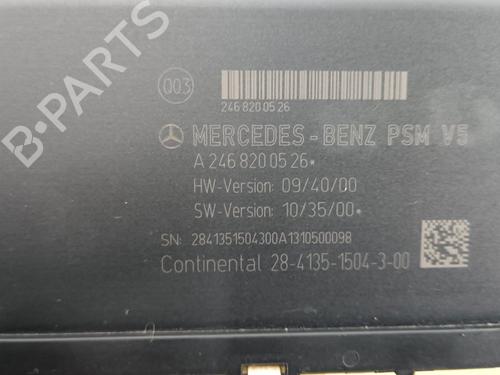 003
246 820 05 26
MERCEDES-BENZ PSM V5
A 246 820 05 26*
HW-Version: 09/40/00
SW-Version: 10/35/00*
SN: 2841351504300A1310500098
Continental 28-4135-1504-3-00